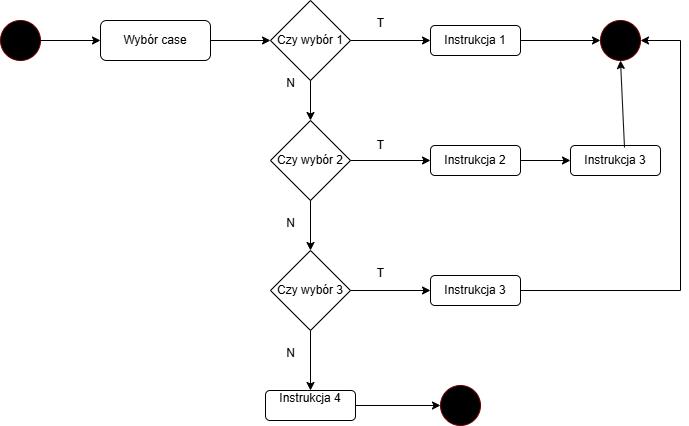 Wybór case
Czy wybór 1
T
Instrukcja 1
N
Czy wybór 2
T
Instrukcja 2
Instrukcja 3
N
Czy wybór 3
T
Instrukcja 3
N
Instrukcja 4